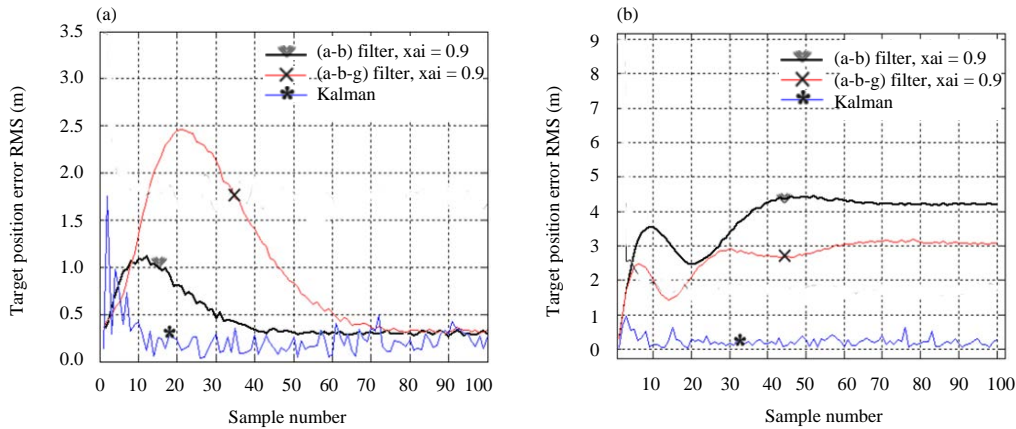 (a)
3.5
3.0
2.5
2.0
1.5
1.0
0.5
0.0
Target position error RMS (m)
(a-b) filter, xai = 0.9
(a-b-g) filter, xai = 0.9
Kalman
0 10 20 30 40 50 60 70 80 90 100
Sample number
(b)
9
8
7
6
5
4
3
2
1
0
Target position error RMS (m)
(a-b) filter, xai = 0.9
(a-b-g) filter, xai = 0.9
Kalman
10 20 30 40 50 60 70 80 90 100
Sample number